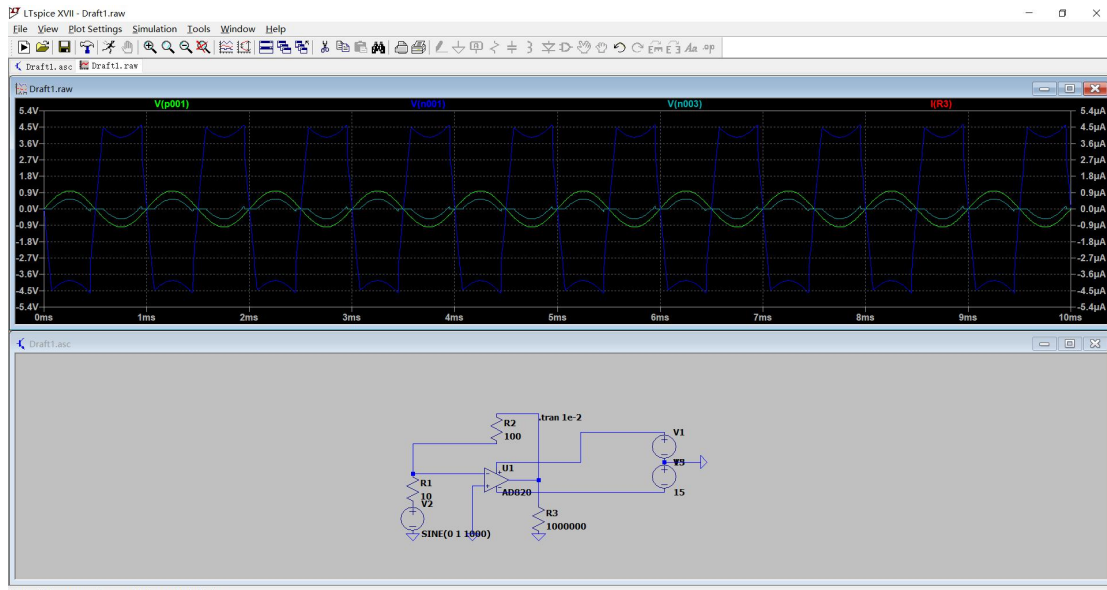 LTspice XVII - Draft1.raw
File View Plot Settings Simulation Tools Window Help
Draft1.asc Draft1.raw
Draft1.raw
V(p001) V(n001) V(n003) I(R3)
5.4V 5.4µA
4.5V 4.5µA
3.6V 3.6µA
2.7V 2.7µA
1.8V 1.8µA
0.9V 0.9µA
0.0V 0.0µA
-0.9V -0.9µA
-1.8V -1.8µA
-2.7V -2.7µA
-3.6V -3.6µA
-4.5V -4.5µA
-5.4V -5.4µA
0ms 1ms 2ms 3ms 4ms 5ms 6ms 7ms 8ms 9ms 10ms
Draft1.asc
R2
100
.tran 1e-2
V1
U1
AD820
R1
10
V2
SINE(0 1 1000)
R3
1000000
15